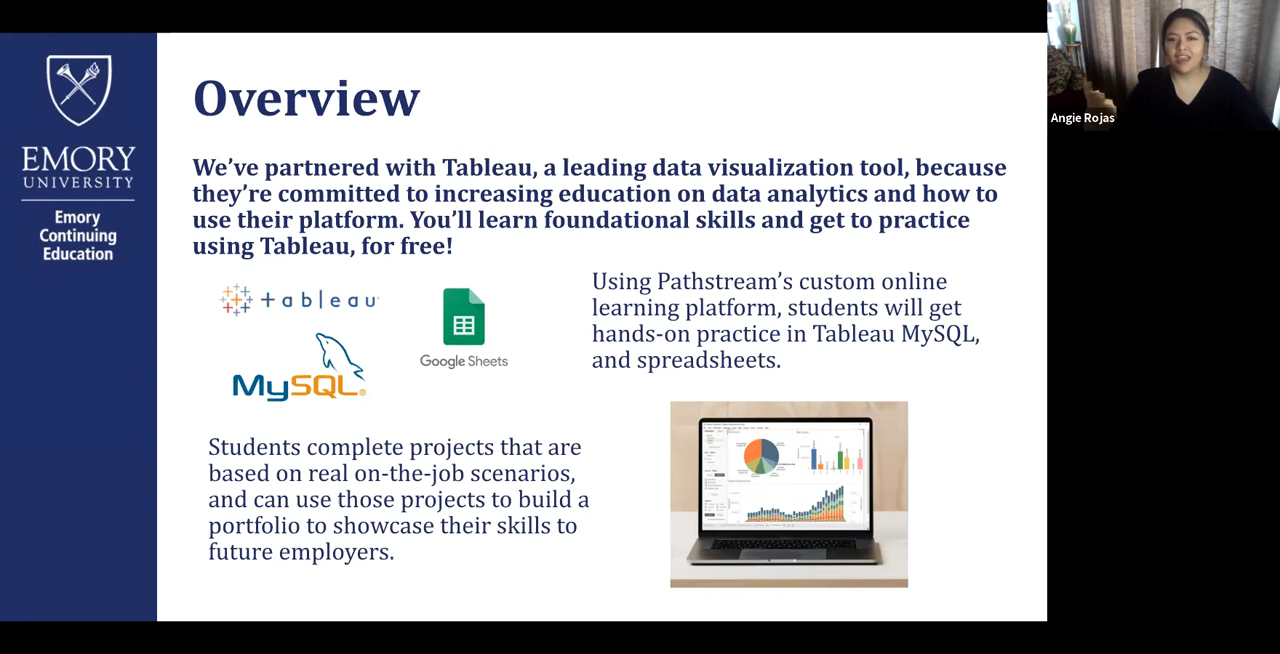 EMORY
UNIVERSITY
Emory
Continuing
Education
Overview
We’ve partnered with Tableau, a leading data visualization tool, because
they’re committed to increasing education on data analytics and how to
use their platform. You’ll learn foundational skills and get to practice
using Tableau, for free!
tableau
Google Sheets
MySQL®
Using Pathstream’s custom online
learning platform, students will get
hands-on practice in Tableau MySQL,
and spreadsheets.
Students complete projects that are
based on real on-the-job scenarios,
and can use those projects to build a
portfolio to showcase their skills to
future employers.
Angie Rojas